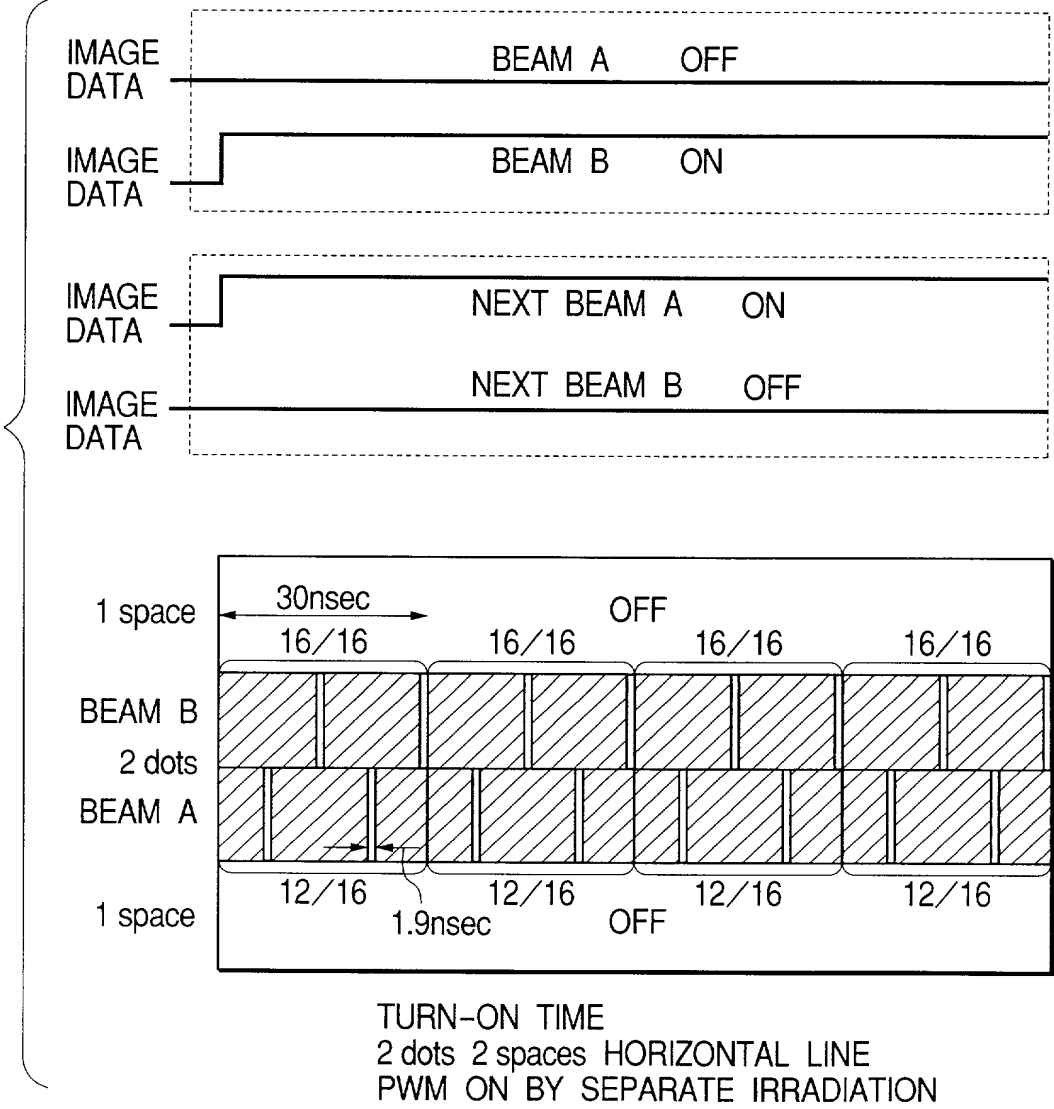 IMAGE DATA
BEAM A OFF
IMAGE DATA
BEAM B ON
IMAGE DATA
NEXT BEAM A ON
NEXT BEAM B OFF
IMAGE DATA
1 space
30nsec
OFF
16/16 16/16 16/16 16/16
BEAM B
2 dots
BEAM A
12/16 12/16 12/16 12/16
1 space
1.9nsec
OFF
TURN-ON TIME
2 dots 2 spaces HORIZONTAL LINE
PWM ON BY SEPARATE IRRADIATION